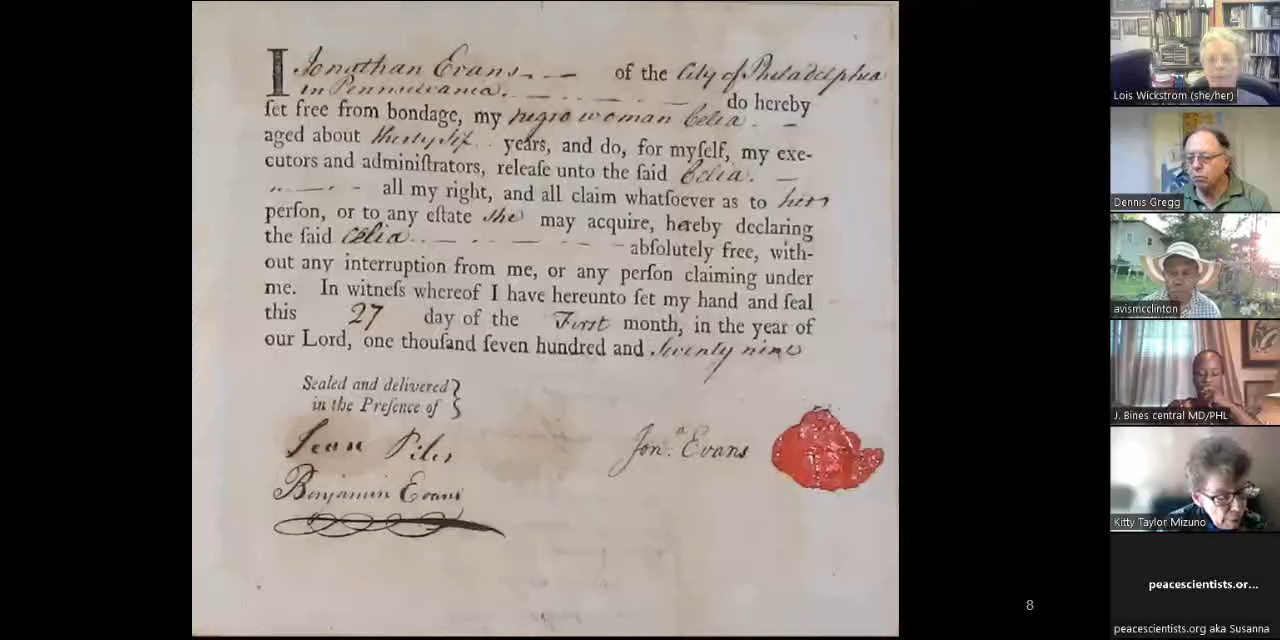 I Jonathan Evans of the City of Philadelphia
in Pennsilvania. do hereby
ſet free from bondage, my negro woman Celia.
aged about thirty ſix years, and do, for myſelf, my exe-
cutors and adminiſtrators, releaſe unto the ſaid Celia.
all my right, and all claim whatſoever as to her
perſon, or to any eſtate she may acquire, hereby declaring
the ſaid Celia abſolutely free, with-
out any interruption from me, or any perſon claiming under
me. In witneſs whereof I have hereunto ſet my hand and ſeal
this 27 day of the First month, in the year of
our Lord, one thouſand ſeven hundred and Seventy nine
Sealed and delivered
in the Preſence of
Benjamin Evans
Jonᵃ. Evans
8
Lois Wickstrom (she/her)
Dennis Gregg
avismcclinton
J. Bines central MD/PHL
Kitty Taylor Mizuno
peacescientists.or...
peacescientists.org aka Susanna